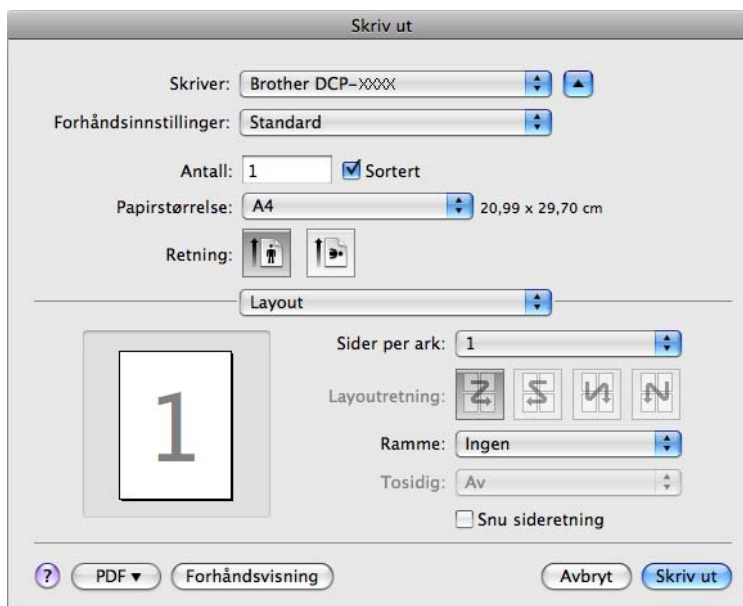 Skriv ut
Skriver: Brother DCP-XXXX
Forhåndsinnstillinger: Standard
Antall: 1 Sortert
Papirstørrelse: A4 20,99 x 29,70 cm
Retning:
Layout
Sider per ark: 1
1
Layoutretning:
Ramme: Ingen
Tosidig: Av
Snu sideretning
? PDF ▼ Forhåndsvisning Avbryt Skriv ut